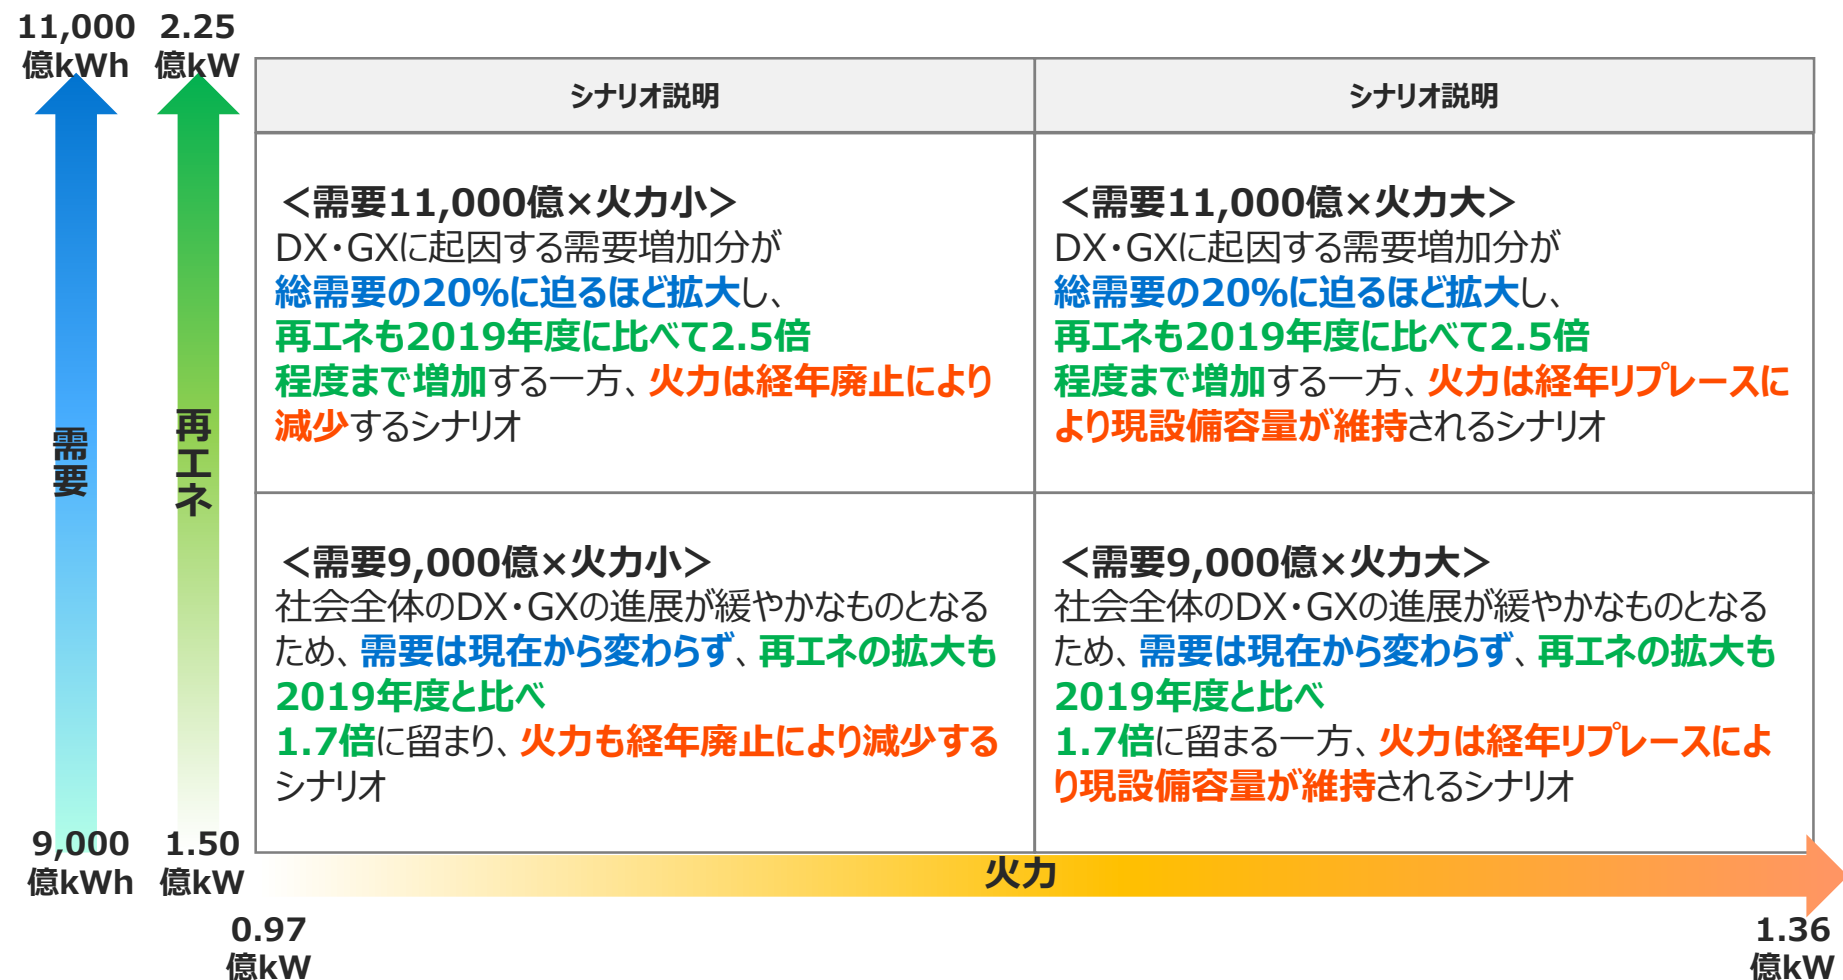 11,000
億kWh
2.25
億kW
シナリオ説明
シナリオ説明
＜需要11,000億×火力小＞
DX・GXに起因する需要増加分が
総需要の20%に迫るほど拡大し、
再エネも2019年度に比べて2.5倍
程度まで増加する一方、火力は経年廃止により
減少するシナリオ
＜需要11,000億×火力大＞
DX・GXに起因する需要増加分が
総需要の20%に迫るほど拡大し、
再エネも2019年度に比べて2.5倍
程度まで増加する一方、火力は経年リプレースに
より現設備容量が維持されるシナリオ
需要
再エネ
＜需要9,000億×火力小＞
社会全体のDX・GXの進展が緩やかなものとなる
ため、需要は現在から変わらず、再エネの拡大も
2019年度と比べ
1.7倍に留まり、火力も経年廃止により減少する
シナリオ
＜需要9,000億×火力大＞
社会全体のDX・GXの進展が緩やかなものとなる
ため、需要は現在から変わらず、再エネの拡大も
2019年度と比べ
1.7倍に留まる一方、火力は経年リプレースによ
り現設備容量が維持されるシナリオ
9,000
億kWh
1.50
億kW
火力
0.97
億kW
1.36
億kW